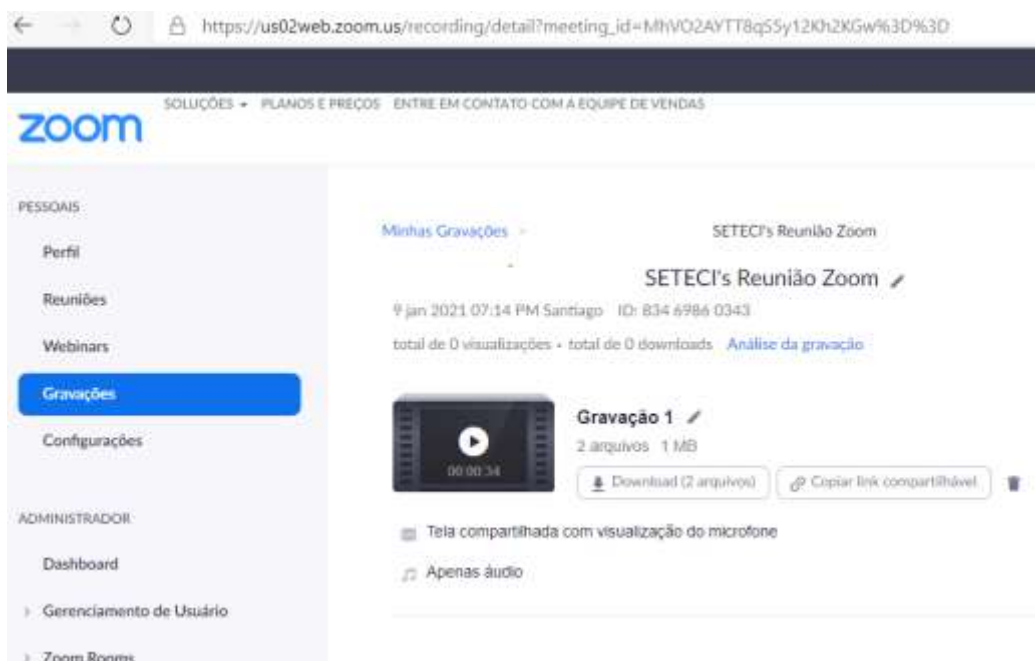 https://us02web.zoom.us/recording/detail?meeting_id=MhVO2AYTT8qS5y12Kh2KGw%3D%3D
SOLUÇÕES PLANOS E PREÇOS ENTRE EM CONTATO COM A EQUIPE DE VENDAS
zoom
PESSOAIS
Perfil
Reuniões
Webinars
Gravações
Configurações
ADMINISTRADOR
Dashboard
Gerenciamento de Usuário
Zoom Rooms
Minhas Gravações > SETECI's Reunião Zoom
SETECI's Reunião Zoom
9 jan 2021 07:14 PM Santiago ID: 834 6986 0343
total de 0 visualizações • total de 0 downloads Análise da gravação
00:00:34
Gravação 1
2 arquivos 1 MB
Download (2 arquivos) Copiar link compartilhável
Tela compartilhada com visualização do microfone
Apenas áudio